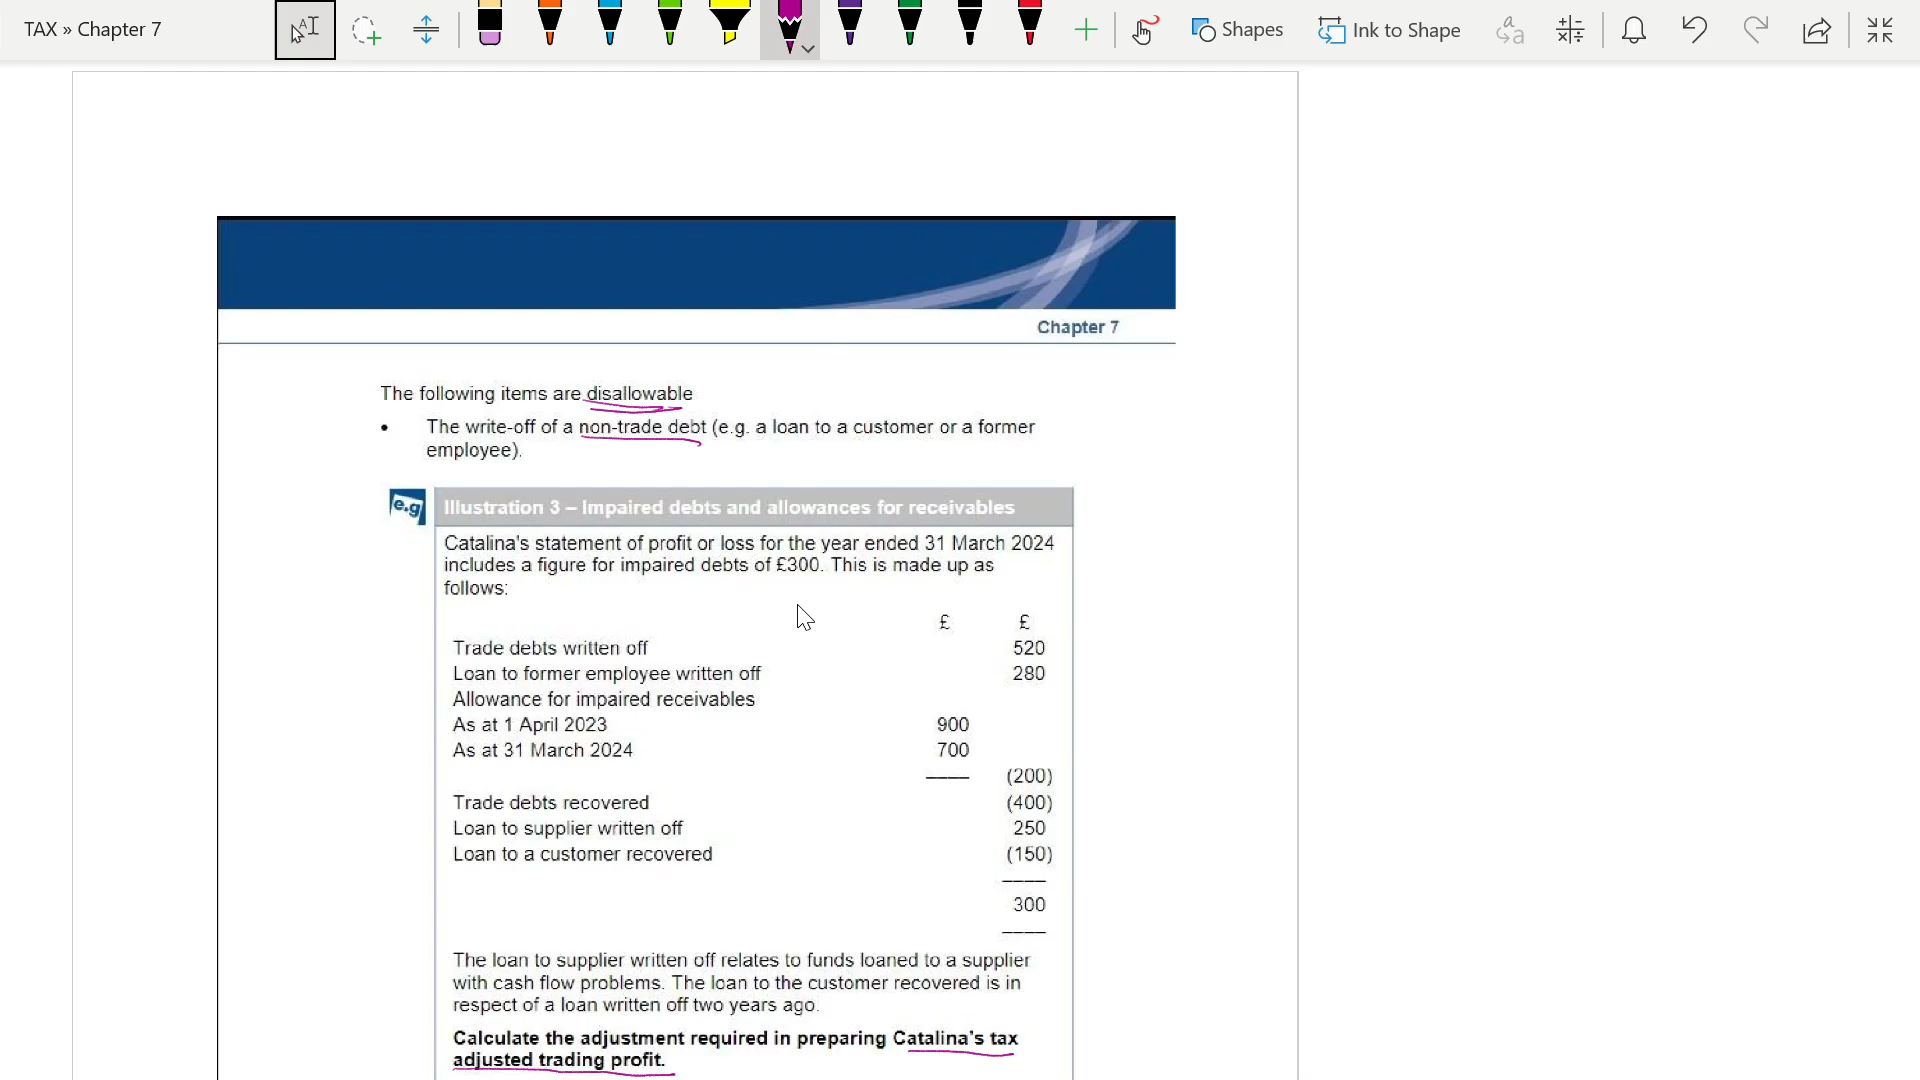 TAX » Chapter 7
Shapes
Ink to Shape
Chapter 7
The following items are disallowable
• The write-off of a non-trade debt (e.g. a loan to a customer or a former
employee).
e.g Illustration 3 – Impaired debts and allowances for receivables
Catalina's statement of profit or loss for the year ended 31 March 2024
includes a figure for impaired debts of £300. This is made up as
follows:
£ £
Trade debts written off 520
Loan to former employee written off 280
Allowance for impaired receivables
As at 1 April 2023 900
As at 31 March 2024 700
(200)
Trade debts recovered (400)
Loan to supplier written off 250
Loan to a customer recovered (150)
300
The loan to supplier written off relates to funds loaned to a supplier
with cash flow problems. The loan to the customer recovered is in
respect of a loan written off two years ago.
Calculate the adjustment required in preparing Catalina's tax
adjusted trading profit.